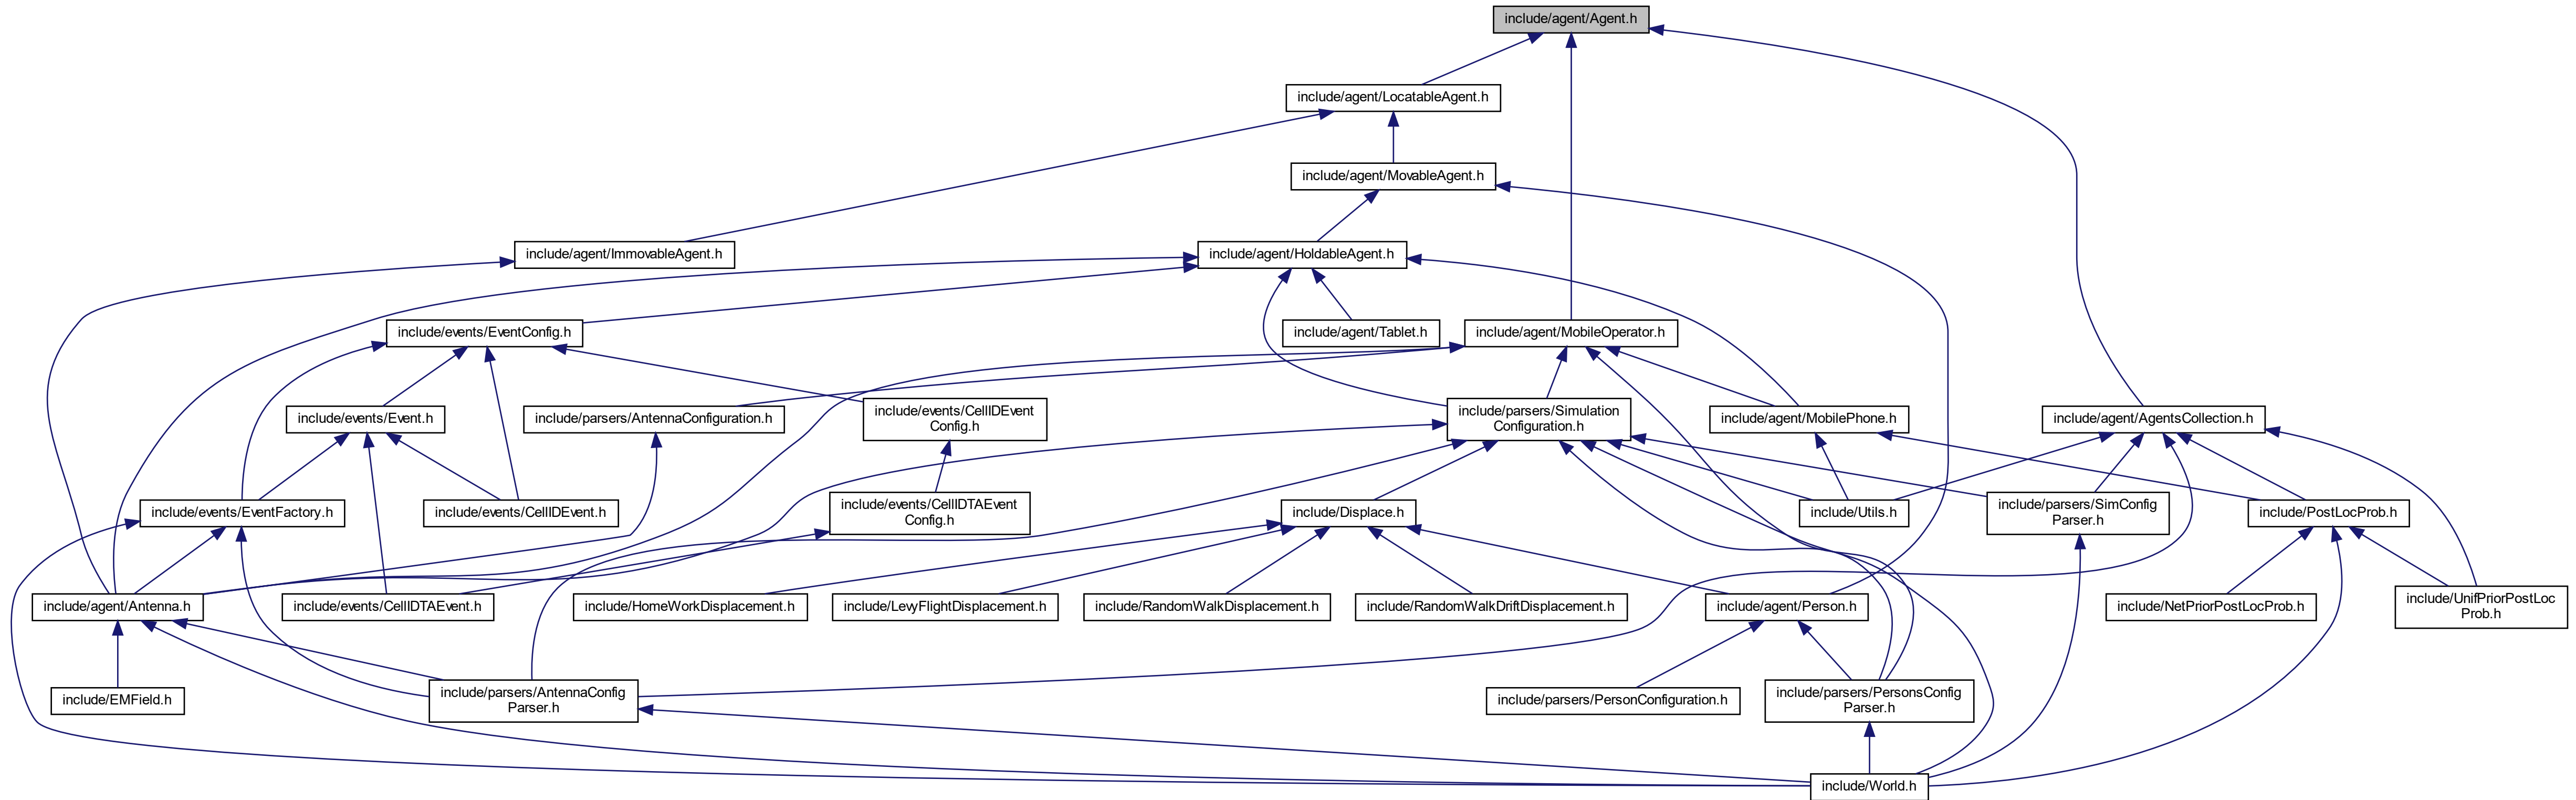 include/agent/Agent.h
include/agent/LocatableAgent.h
include/agent/MovableAgent.h
include/agent/ImmovableAgent.h
include/agent/HoldableAgent.h
include/events/EventConfig.h
include/agent/Tablet.h
include/agent/MobileOperator.h
include/events/Event.h
include/parsers/AntennaConfiguration.h
include/events/CellIDEvent
Config.h
include/parsers/Simulation
Configuration.h
include/agent/MobilePhone.h
include/agent/AgentsCollection.h
include/events/EventFactory.h
include/events/CellIDEvent.h
include/events/CellIDTAEvent
Config.h
include/Displace.h
include/Utils.h
include/parsers/SimConfig
Parser.h
include/PostLocProb.h
include/agent/Antenna.h
include/events/CellIDTAEvent.h
include/HomeWorkDisplacement.h
include/LevyFlightDisplacement.h
include/RandomWalkDisplacement.h
include/RandomWalkDriftDisplacement.h
include/agent/Person.h
include/NetPriorPostLocProb.h
include/UnifPriorPostLoc
Prob.h
include/EMField.h
include/parsers/AntennaConfig
Parser.h
include/parsers/PersonConfiguration.h
include/parsers/PersonsConfig
Parser.h
include/World.h